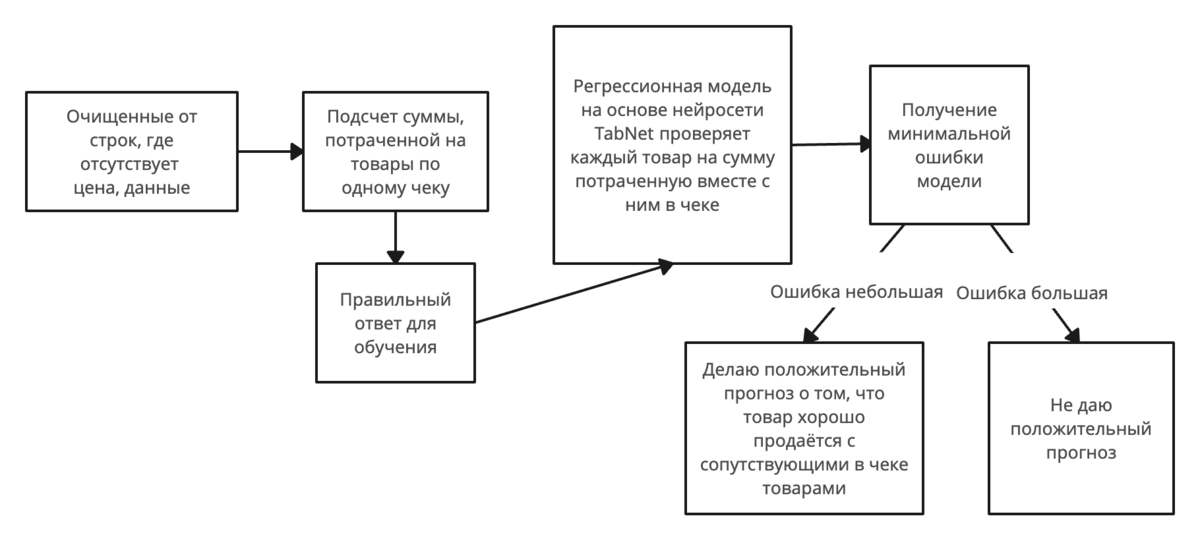 Очищенные от
строк, где
отсутствует
цена, данные
Подсчет суммы,
потраченной на
товары по
одному чеку
Правильный
ответ для
обучения
Регрессионная модель
на основе нейросети
TabNet проверяет
каждый товар на сумму
потраченную вместе с
ним в чеке
Получение
минимальной
ошибки
модели
Ошибка небольшая
Ошибка большая
Делаю положительный
прогноз о том, что
товар хорошо
продаётся с
сопутствующими в чеке
товарами
Не даю
положительный
прогноз